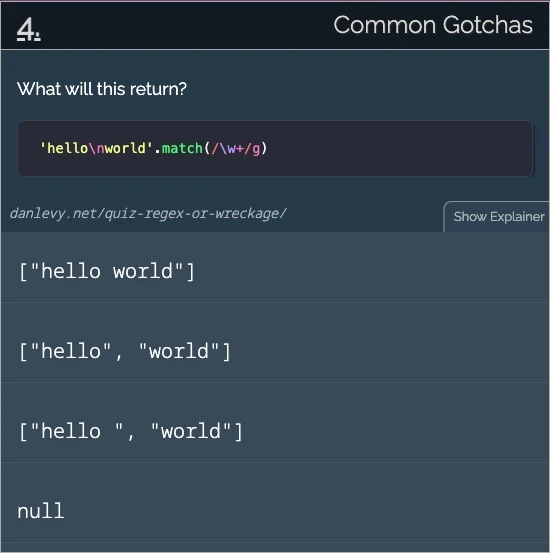 4.
Common Gotchas
What will this return?
'hello\nworld'.match(/\w+/g)
danlevy.net/quiz-regex-or-wreckage/
Show Explainer
["hello world"]
["hello", "world"]
["hello ", "world"]
null